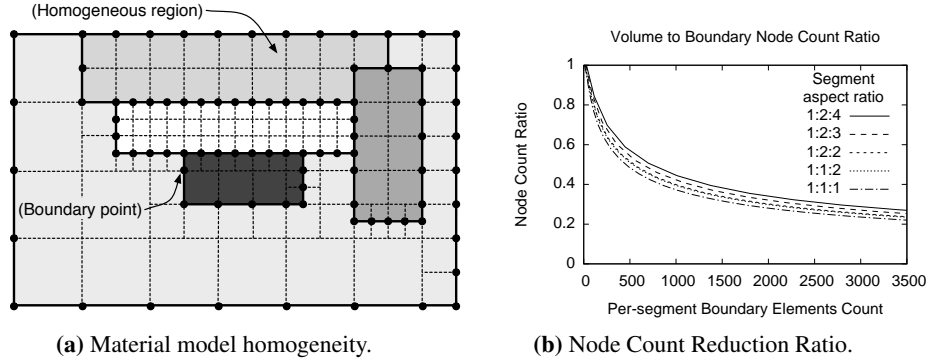 (Homogeneous region)
(Boundary point)
(a) Material model homogeneity.
Volume to Boundary Node Count Ratio
Node Count Ratio
1
0.8
0.6
0.4
0.2
0
Segment
aspect ratio
1:2:4
1:2:3
1:2:2
1:1:2
1:1:1
0 500 1000 1500 2000 2500 3000 3500
Per-segment Boundary Elements Count
(b) Node Count Reduction Ratio.